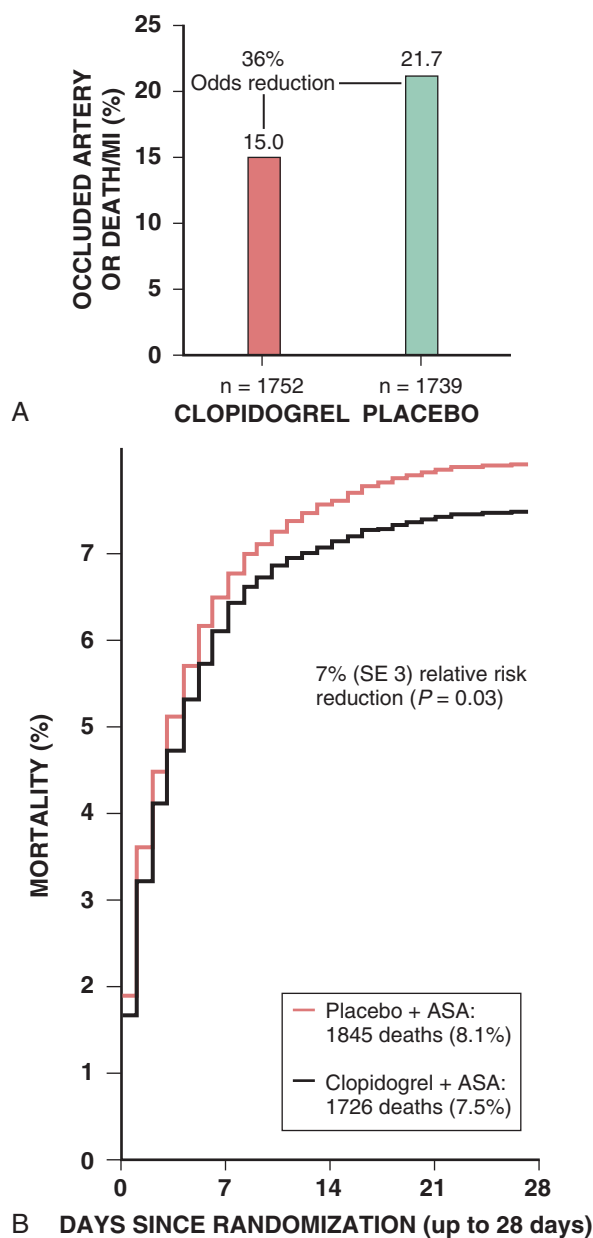 OCCLUDED ARTERY
OR DEATH/MI (%)
25
20
15
10
5
0
36%
Odds reduction
15.0
21.7
n = 1752
n = 1739
CLOPIDOGREL
PLACEBO
A
MORTALITY (%)
7
6
5
4
3
2
1
0
7% (SE 3) relative risk
reduction (P = 0.03)
Placebo + ASA:
1845 deaths (8.1%)
Clopidogrel + ASA:
1726 deaths (7.5%)
0
7
14
21
28
B
DAYS SINCE RANDOMIZATION (up to 28 days)